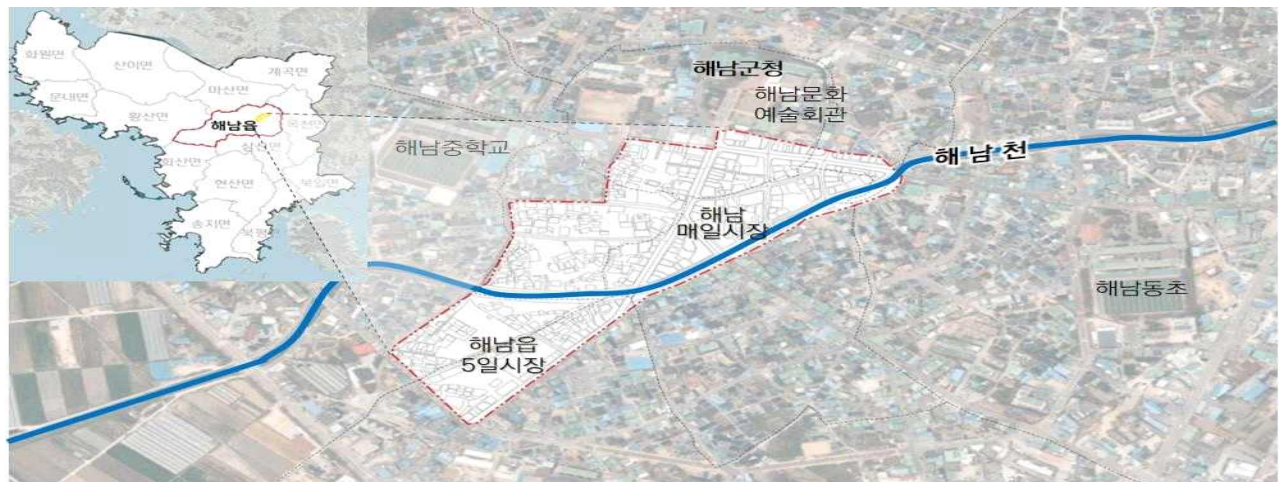 화원면
산이면
계곡면
문내면
마산면
황산면
해남읍
옥천면
삼산면
화산면
현산면
북일면
송지면
북평
해남군청
해남문화
예술회관
해남중학교
해남천
해남
매일시장
해남동초
해남읍
5일시장